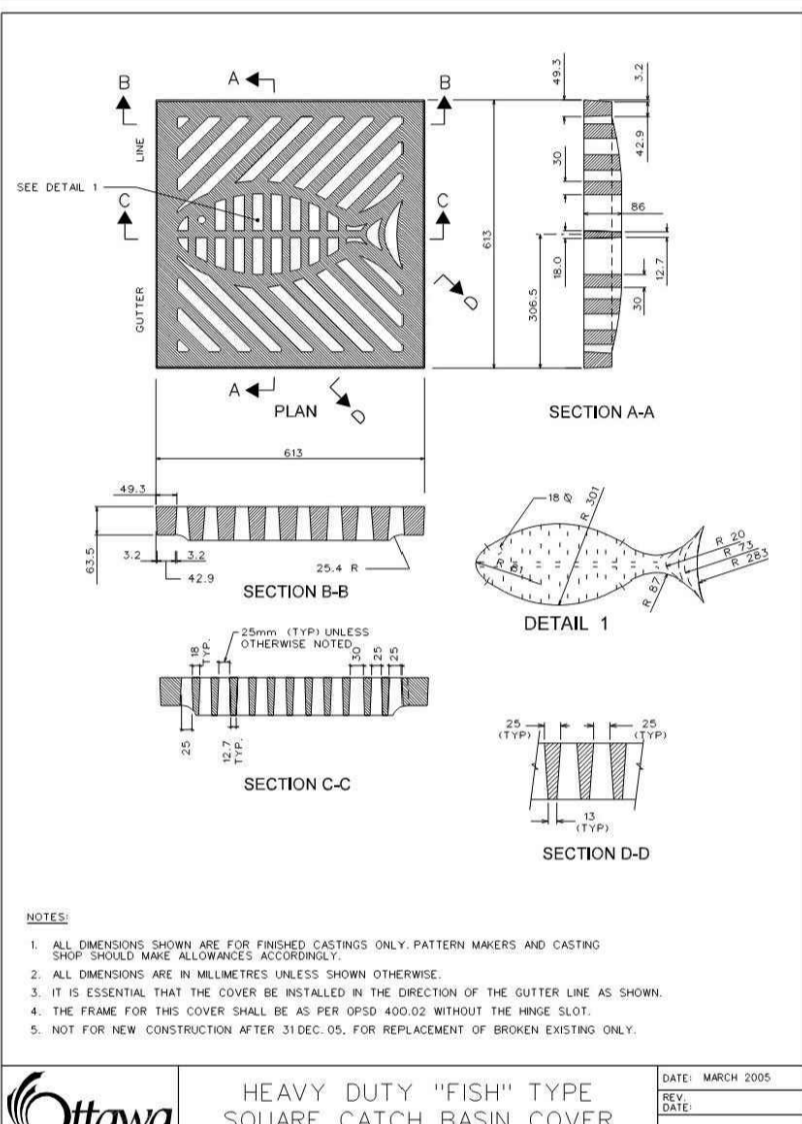 B
A
B
LINE
SEE DETAIL 1
C
C
613
GUTTER
D
A
D
PLAN
49.3
3.2
30
42.9
86
18.0
12.7
306.5
30
SECTION A-A
613
49.3
63.5
3.2
3.2
42.9
25.4 R
SECTION B-B
18 Ø
R 301
R 20
R 73
R 283
R 87
DETAIL 1
25mm (TYP) UNLESS
OTHERWISE NOTED
18
TYP.
30
25
25
25
12.7
TYP.
SECTION C-C
25
(TYP)
25
(TYP)
13
(TYP)
SECTION D-D
NOTES:
1. ALL DIMENSIONS SHOWN ARE FOR FINISHED CASTINGS ONLY. PATTERN MAKERS AND CASTING
SHOP SHOULD MAKE ALLOWANCES ACCORDINGLY.
2. ALL DIMENSIONS ARE IN MILLIMETRES UNLESS SHOWN OTHERWISE.
3. IT IS ESSENTIAL THAT THE COVER BE INSTALLED IN THE DIRECTION OF THE GUTTER LINE AS SHOWN.
4. THE FRAME FOR THIS COVER SHALL BE AS PER OPSD 400.02 WITHOUT THE HINGE SLOT.
5. NOT FOR NEW CONSTRUCTION AFTER 31 DEC. 05. FOR REPLACEMENT OF BROKEN EXISTING ONLY.
Ottawa
HEAVY DUTY "FISH" TYPE
SQUARE CATCH BASIN COVER
DATE: MARCH 2005
REV.
DATE: